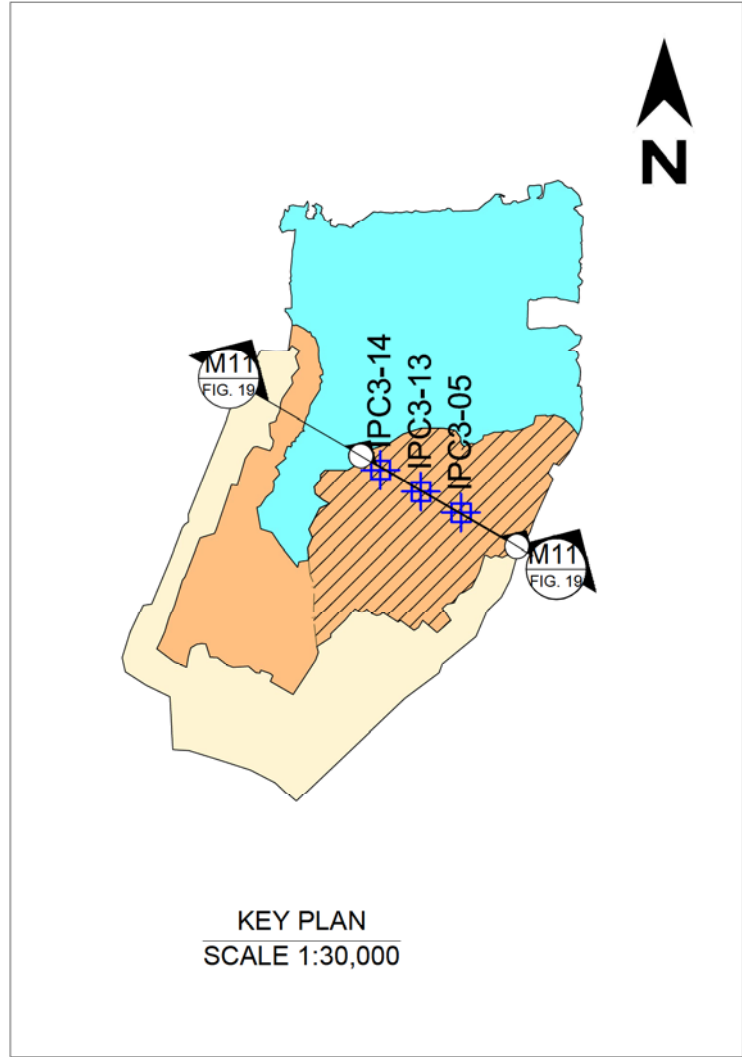 N
M11
FIG. 19
IPC3-14
IPC3-13
IPC3-05
M11
FIG. 19
KEY PLAN
SCALE 1:30,000